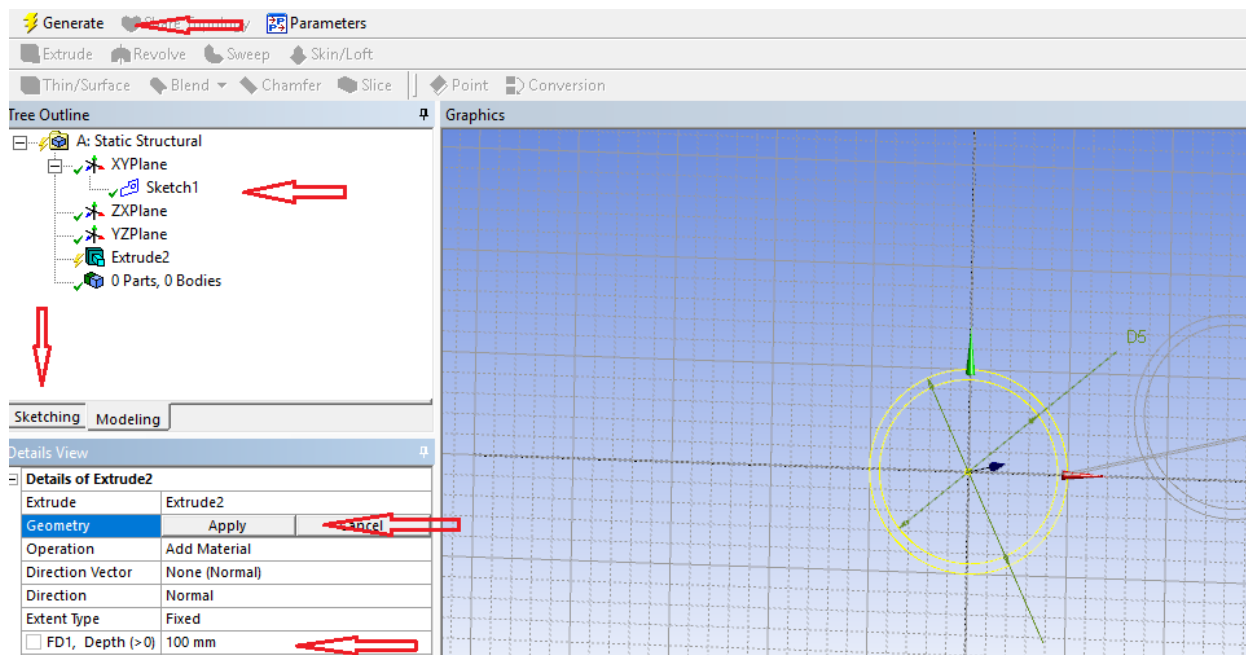 Generate Share Topology Parameters
Extrude Revolve Sweep Skin/Loft
Thin/Surface Blend Chamfer Slice Point Conversion
Tree Outline
Graphics
A: Static Structural
XYPlane
Sketch1
ZXPlane
YZPlane
Extrude2
0 Parts, 0 Bodies
D5
Sketching Modeling
Details View
Details of Extrude2
Extrude Extrude2
Geometry Apply Cancel
Operation Add Material
Direction Vector None (Normal)
Direction Normal
Extent Type Fixed
FD1, Depth (>0) 100 mm